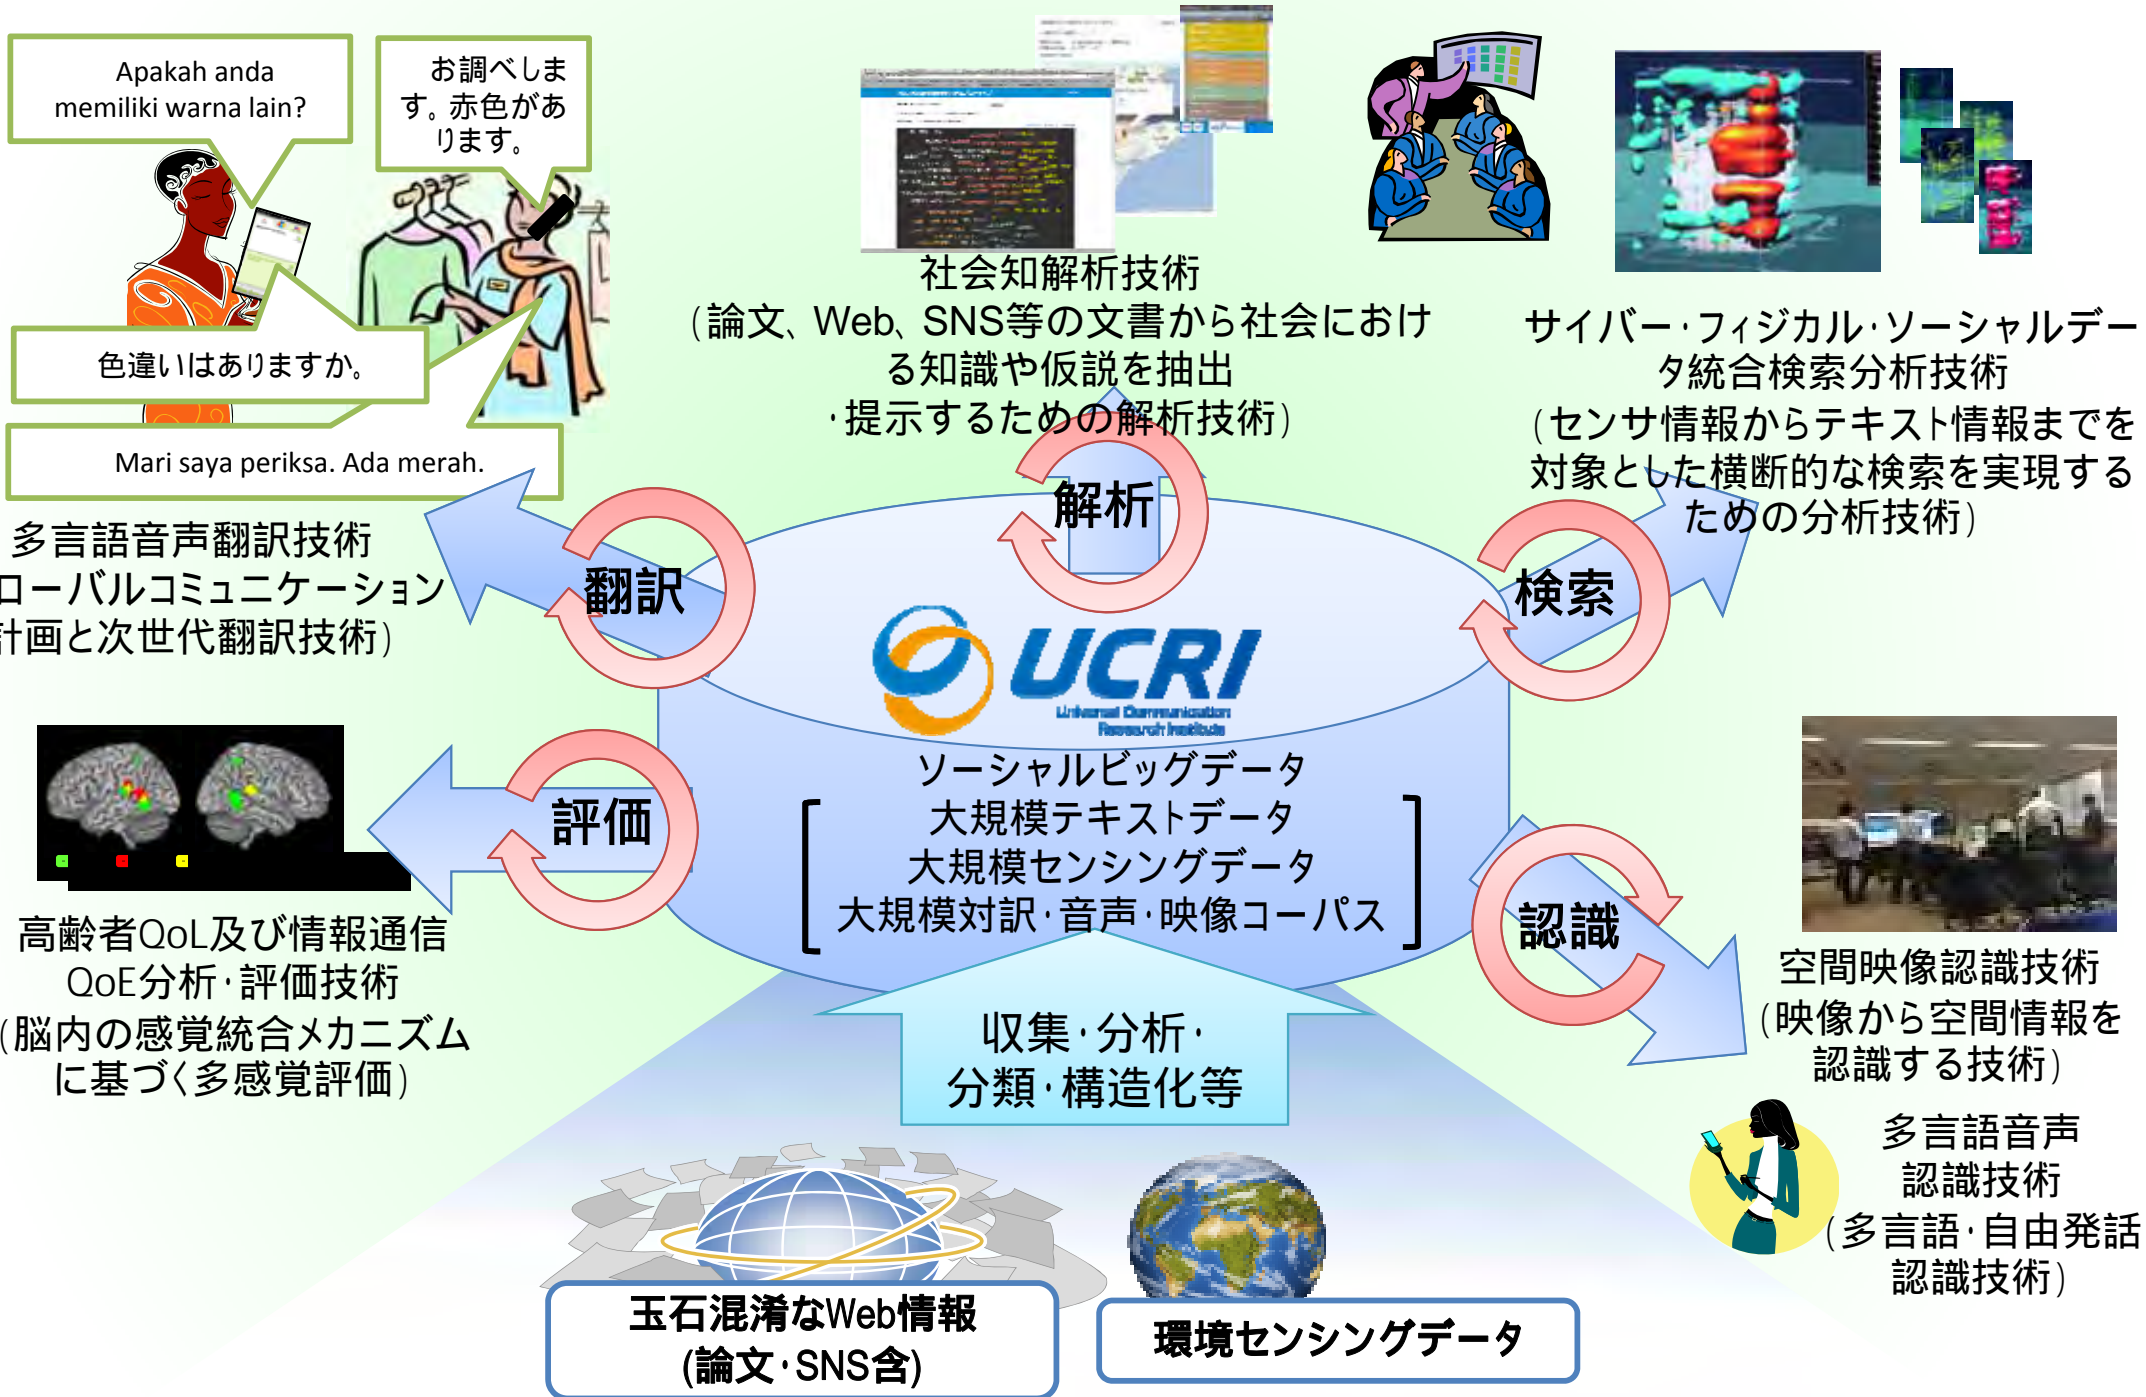 Apakah anda
memiliki warna lain?
お調べしま
す。赤色があ
ります。
色違いはありますか。
Mari saya periksa. Ada merah.
多言語音声翻訳技術
ローバルコミュニケーション
計画と次世代翻訳技術)
社会知解析技術
(論文、Web、SNS等の文書から社会におけ
る知識や仮説を抽出
・提示するための解析技術)
サイバー・フィジカル・ソーシャルデー
タ統合検索分析技術
(センサ情報からテキスト情報までを
対象とした横断的な検索を実現する
ための分析技術)
翻訳
解析
検索
評価
認識
UCRI
Universal Communication
Research Institute
ソーシャルビッグデータ
大規模テキストデータ
大規模センシングデータ
大規模対訳・音声・映像コーパス
高齢者QoL及び情報通信
QoE分析・評価技術
(脳内の感覚統合メカニズム
に基づく多感覚評価)
空間映像認識技術
(映像から空間情報を
認識する技術)
多言語音声
認識技術
(多言語・自由発話
認識技術)
収集・分析・
分類・構造化等
玉石混淆なWeb情報
(論文・SNS含)
環境センシングデータ